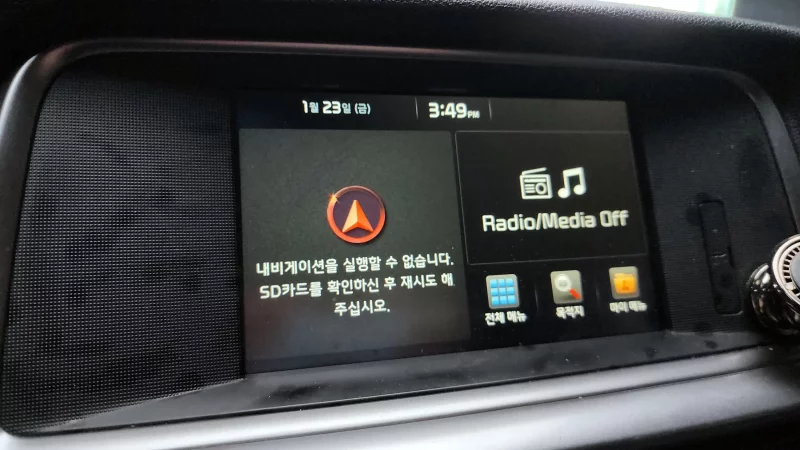 1월 23일 (금) 3:49PM
내비게이션을 실행할 수 없습니다.
SD카드를 확인하신 후 재시도 해
주십시오.
Radio/Media Off
전체 메뉴 목적지 마이 메뉴